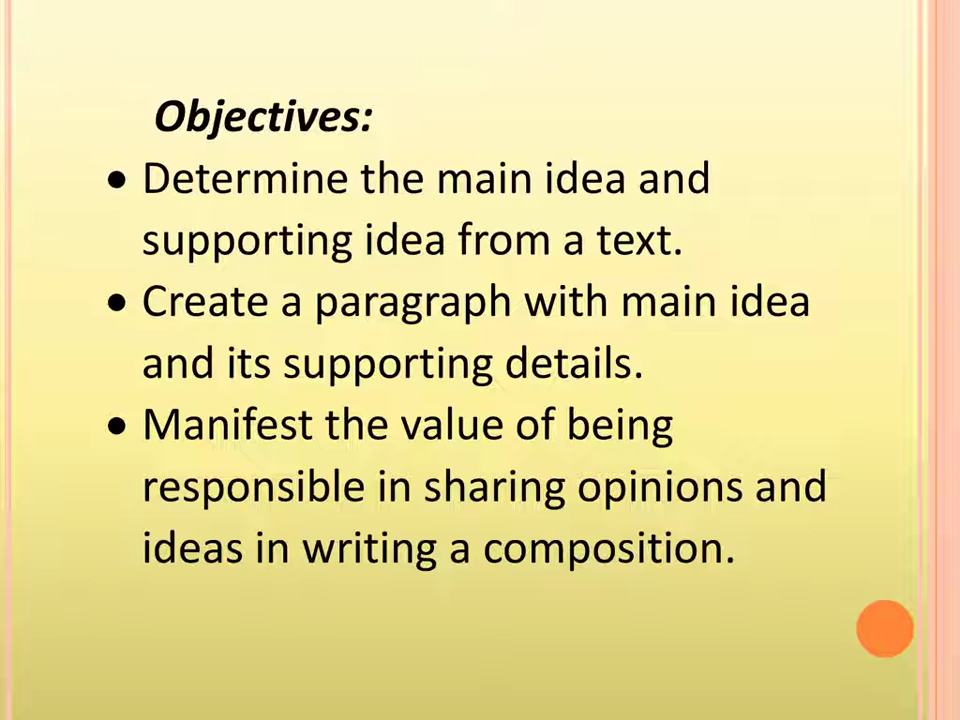 Objectives:
• Determine the main idea and
supporting idea from a text.
• Create a paragraph with main idea
and its supporting details.
• Manifest the value of being
responsible in sharing opinions and
ideas in writing a composition.